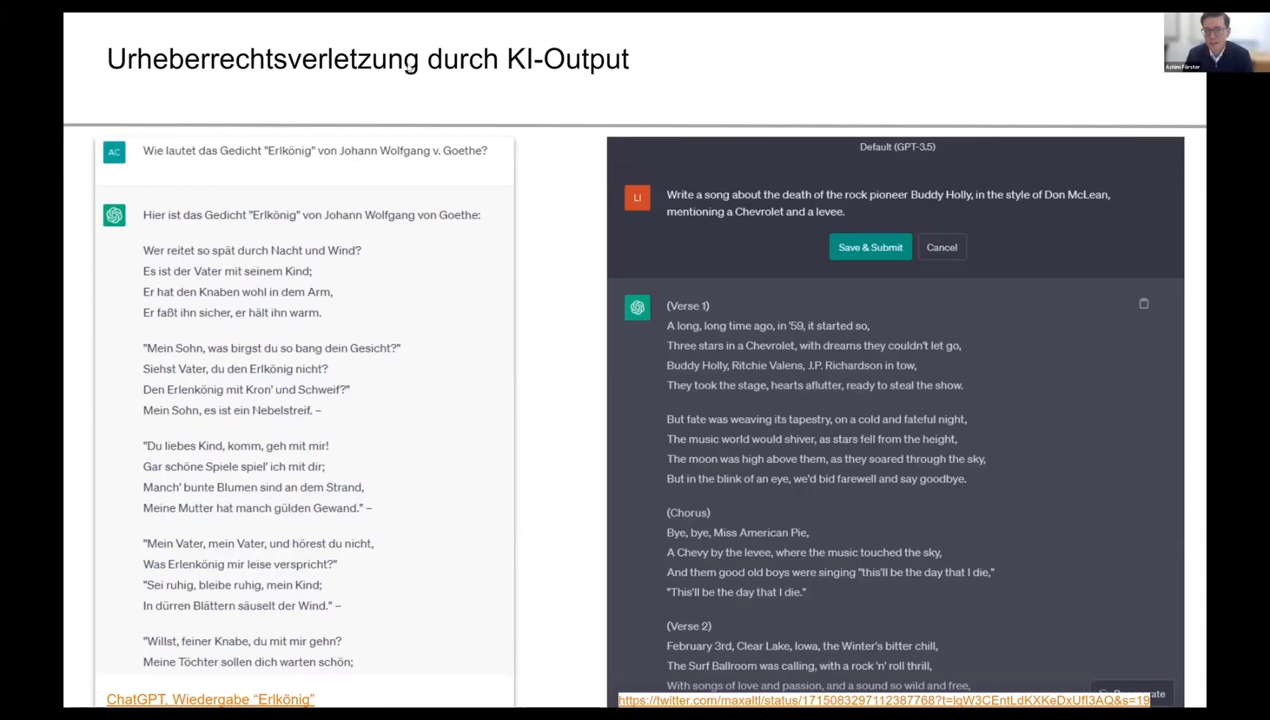 Urheberrechtsverletzung durch KI-Output
Achim Förster
AC
Wie lautet das Gedicht "Erlkönig" von Johann Wolfgang v. Goethe?
Hier ist das Gedicht "Erlkönig" von Johann Wolfgang von Goethe:
Wer reitet so spät durch Nacht und Wind?
Es ist der Vater mit seinem Kind;
Er hat den Knaben wohl in dem Arm,
Er faßt ihn sicher, er hält ihn warm.
"Mein Sohn, was birgst du so bang dein Gesicht?"
Siehst Vater, du den Erlkönig nicht?
Den Erlenkönig mit Kron' und Schweif?"
Mein Sohn, es ist ein Nebelstreif. –
"Du liebes Kind, komm, geh mit mir!
Gar schöne Spiele spiel' ich mit dir;
Manch' bunte Blumen sind an dem Strand,
Meine Mutter hat manch gülden Gewand." –
"Mein Vater, mein Vater, und hörest du nicht,
Was Erlenkönig mir leise verspricht?"
"Sei ruhig, bleibe ruhig, mein Kind;
In dürren Blättern säuselt der Wind." –
"Willst, feiner Knabe, du mit mir gehn?
Meine Töchter sollen dich warten schön;
ChatGPT, Wiedergabe "Erlkönig"
Default (GPT-3.5)
LI
Write a song about the death of the rock pioneer Buddy Holly, in the style of Don McLean,
mentioning a Chevrolet and a levee.
Save & Submit
Cancel
(Verse 1)
A long, long time ago, in '59, it started so,
Three stars in a Chevrolet, with dreams they couldn't let go,
Buddy Holly, Ritchie Valens, J.P. Richardson in tow,
They took the stage, hearts aflutter, ready to steal the show.
But fate was weaving its tapestry, on a cold and fateful night,
The music world would shiver, as stars fell from the height,
The moon was high above them, as they soared through the sky,
But in the blink of an eye, we'd bid farewell and say goodbye.
(Chorus)
Bye, bye, Miss American Pie,
A Chevy by the levee, where the music touched the sky,
And them good old boys were singing "this'll be the day that I die,"
"This'll be the day that I die."
(Verse 2)
February 3rd, Clear Lake, Iowa, the Winter's bitter chill,
The Surf Ballroom was calling, with a rock 'n' roll thrill,
With songs of love and passion, and a sound so wild and free,